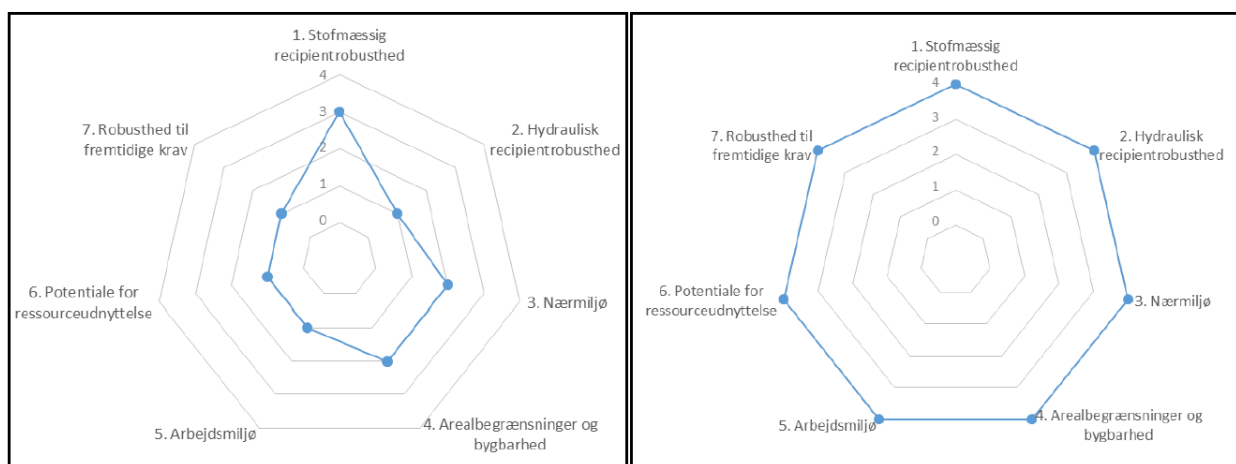 1. Stofmæssig
recipientrobusthed
4
3
2
1
0
2. Hydraulisk
recipientrobusthed
3. Nærmiljø
4. Arealbegrænsninger og
bygbarhed
5. Arbejdsmiljø
6. Potentiale for
ressourceudnyttelse
7. Robusthed til
fremtidige krav
1. Stofmæssig
recipientrobusthed
4
3
2
1
0
2. Hydraulisk
recipientrobusthed
3. Nærmiljø
4. Arealbegrænsninger og
bygbarhed
5. Arbejdsmiljø
6. Potentiale for
ressourceudnyttelse
7. Robusthed til
fremtidige krav